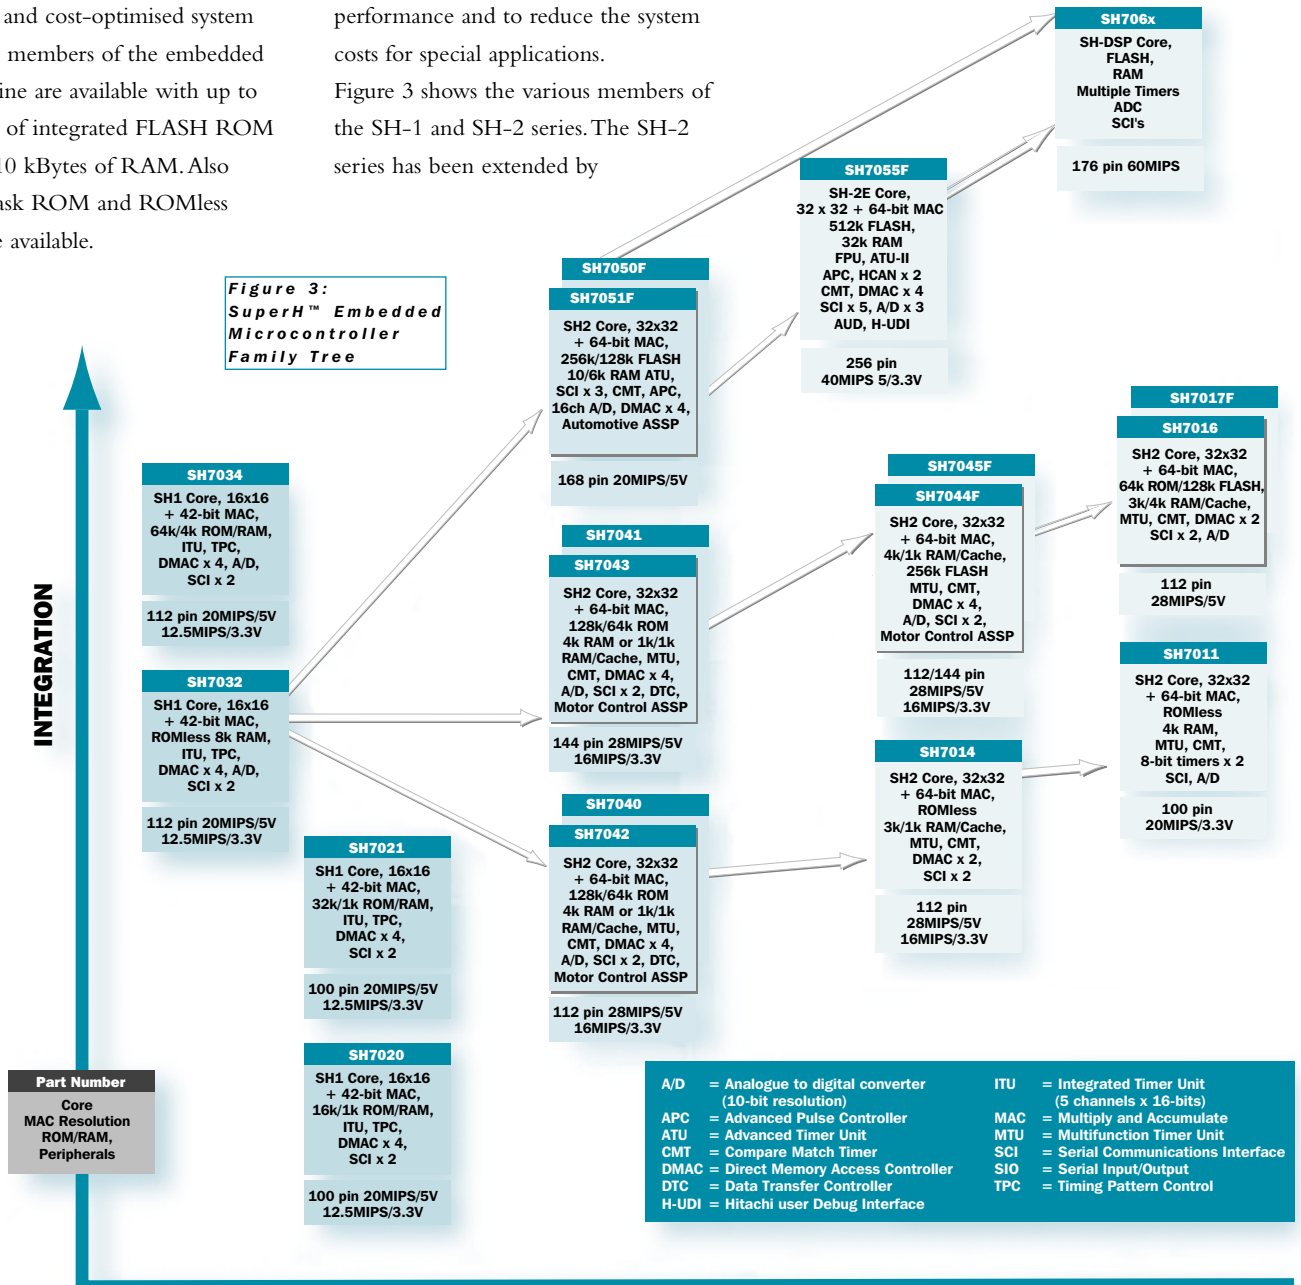 and cost-optimised system
members of the embedded
ine are available with up to
of integrated FLASH ROM
10 kBytes of RAM. Also
ask ROM and ROMless
available.
performance and to reduce the system
costs for special applications.
Figure 3 shows the various members of
the SH-1 and SH-2 series. The SH-2
series has been extended by
Figure 3:
SuperH™ Embedded
Microcontroller
Family Tree
INTEGRATION
SH7034
SH1 Core, 16x16
+ 42-bit MAC,
64k/4k ROM/RAM,
ITU, TPC,
DMAC x 4, A/D,
SCI x 2
112 pin 20MIPS/5V
12.5MIPS/3.3V
SH7032
SH1 Core, 16x16
+ 42-bit MAC,
ROMless 8k RAM,
ITU, TPC,
DMAC x 4, A/D,
SCI x 2
112 pin 20MIPS/5V
12.5MIPS/3.3V
SH7021
SH1 Core, 16x16
+ 42-bit MAC,
32k/1k ROM/RAM,
ITU, TPC,
DMAC x 4,
SCI x 2
100 pin 20MIPS/5V
12.5MIPS/3.3V
SH7020
SH1 Core, 16x16
+ 42-bit MAC,
16k/1k ROM/RAM,
ITU, TPC,
DMAC x 4,
SCI x 2
100 pin 20MIPS/5V
12.5MIPS/3.3V
SH7050F
SH7051F
SH2 Core, 32x32
+ 64-bit MAC,
256k/128k FLASH
10/6k RAM ATU,
SCI x 3, CMT, APC,
16ch A/D, DMAC x 4,
Automotive ASSP
168 pin 20MIPS/5V
SH7041
SH7043
SH2 Core, 32x32
+ 64-bit MAC,
128k/64k ROM
4k RAM or 1k/1k
RAM/Cache, MTU,
CMT, DMAC x 4,
A/D, SCI x 2, DTC,
Motor Control ASSP
144 pin 28MIPS/5V
16MIPS/3.3V
SH7040
SH7042
SH2 Core, 32x32
+ 64-bit MAC,
128k/64k ROM
4k RAM or 1k/1k
RAM/Cache, MTU,
CMT, DMAC x 4,
A/D, SCI x 2, DTC,
Motor Control ASSP
112 pin 28MIPS/5V
16MIPS/3.3V
SH7055F
SH-2E Core,
32 x 32 + 64-bit MAC
512k FLASH,
32k RAM
FPU, ATU-II
APC, HCAN x 2
CMT, DMAC x 4
SCI x 5, A/D x 3
AUD, H-UDI
256 pin
40MIPS 5/3.3V
SH7045F
SH7044F
SH2 Core, 32x32
+ 64-bit MAC,
4k/1k RAM/Cache,
256k FLASH
MTU, CMT,
DMAC x 4,
A/D, SCI x 2,
Motor Control ASSP
112/144 pin
28MIPS/5V
16MIPS/3.3V
SH7014
SH2 Core, 32x32
+ 64-bit MAC,
ROMless
3k/1k RAM/Cache,
MTU, CMT,
DMAC x 2,
SCI x 2
112 pin
28MIPS/5V
16MIPS/3.3V
SH706x
SH-DSP Core,
FLASH,
RAM
Multiple Timers
ADC
SCI's
176 pin 60MIPS
SH7017F
SH7016
SH2 Core, 32x32
+ 64-bit MAC,
64k ROM/128k FLASH,
3k/4k RAM/Cache,
MTU, CMT, DMAC x 2
SCI x 2, A/D
112 pin
28MIPS/5V
SH7011
SH2 Core, 32x32
+ 64-bit MAC,
ROMless
4k RAM,
MTU, CMT,
8-bit timers x 2
SCI, A/D
100 pin
20MIPS/3.3V
Part Number
Core
MAC Resolution
ROM/RAM,
Peripherals
A/D = Analogue to digital converter
(10-bit resolution)
APC = Advanced Pulse Controller
ATU = Advanced Timer Unit
CMT = Compare Match Timer
DMAC = Direct Memory Access Controller
DTC = Data Transfer Controller
H-UDI = Hitachi user Debug Interface
ITU = Integrated Timer Unit
(5 channels x 16-bits)
MAC = Multiply and Accumulate
MTU = Multifunction Timer Unit
SCI = Serial Communications Interface
SIO = Serial Input/Output
TPC = Timing Pattern Control